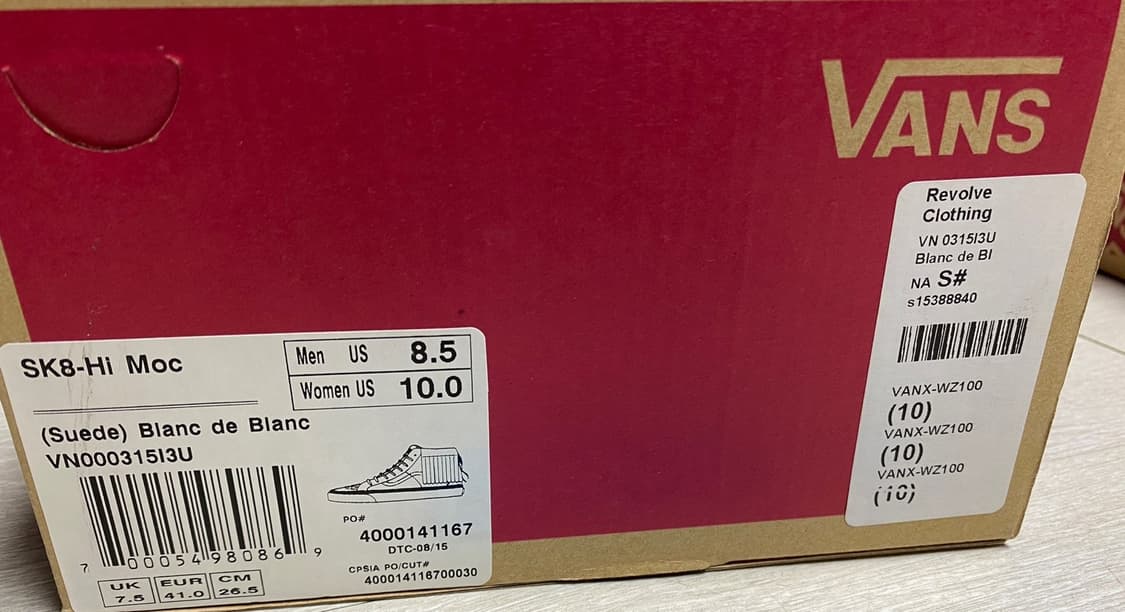 VANS
Revolve
Clothing
VN 0315I3U
Blanc de Bl
NA S#
s15388840
VANX-WZ100
(10)
VANX-WZ100
(10)
VANX-WZ100
(10)
SK8-Hi Moc
Men US 8.5
Women US 10.0
(Suede) Blanc de Blanc
VN000315I3U
7 00054 98086 9
PO#
4000141167
DTC-08/15
CPSIA PO/CUT#
400014116700030
UK EUR CM
7.5 41.0 26.5